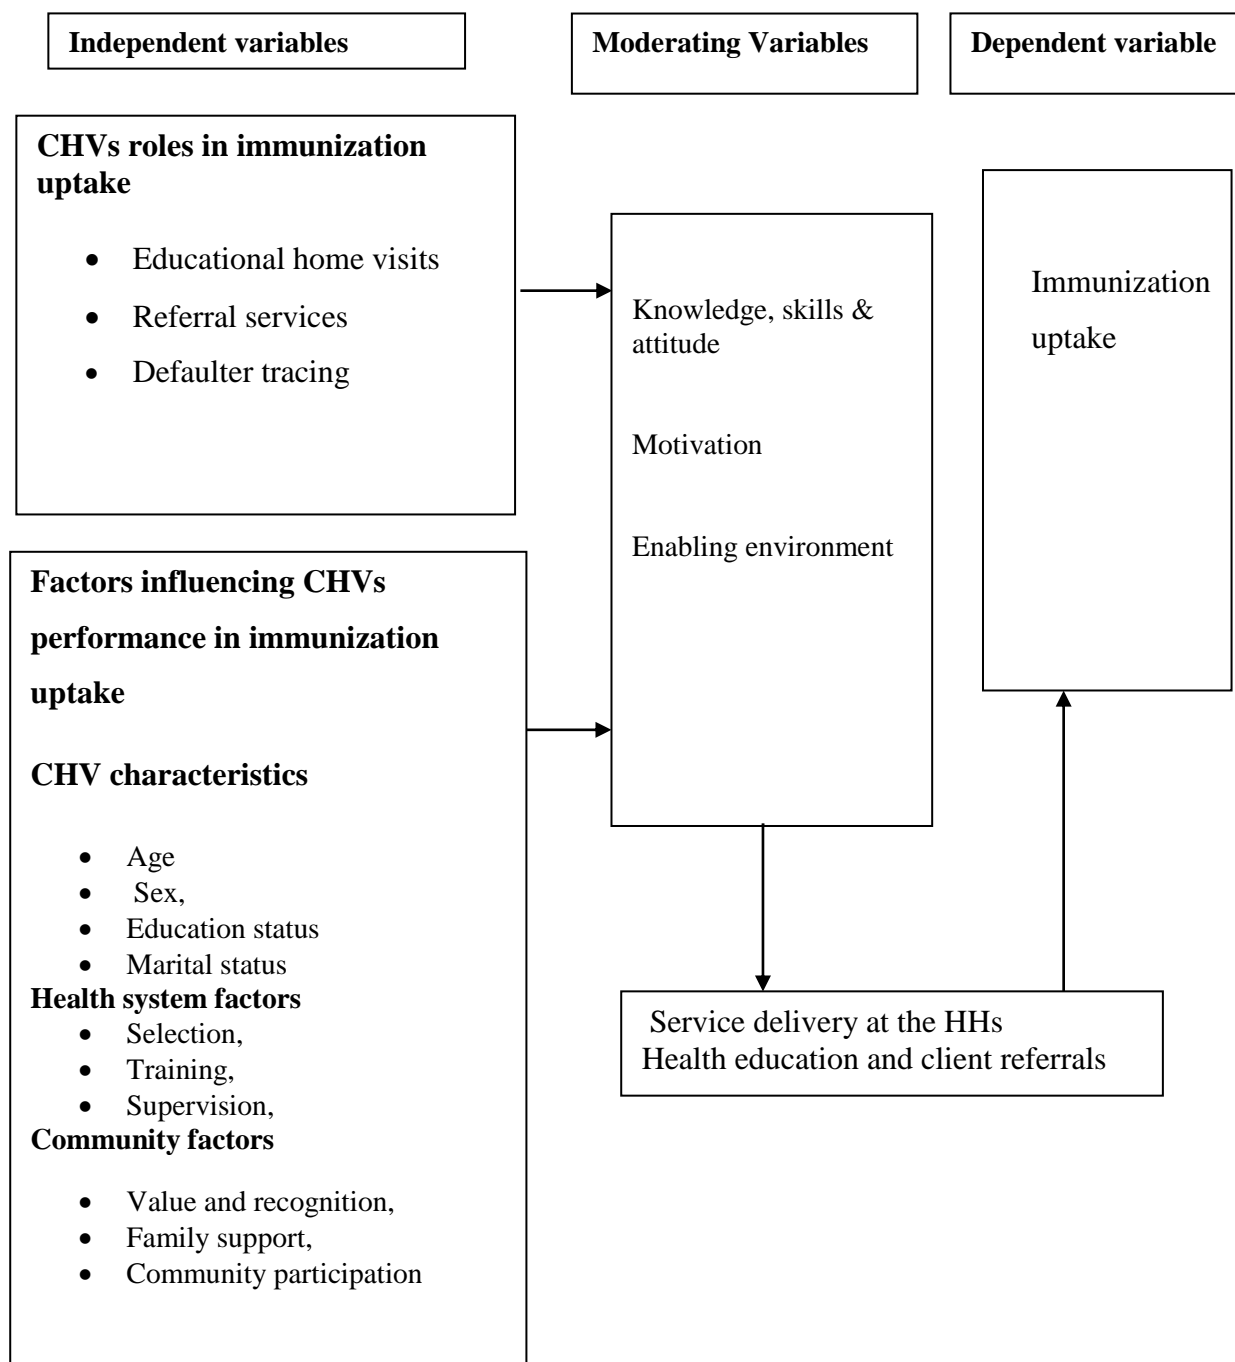 Independent variables
Moderating Variables
Dependent variable
CHVs roles in immunization
uptake
• Educational home visits
• Referral services
• Defaulter tracing
Knowledge, skills &
attitude
Motivation
Enabling environment
Immunization
uptake
Factors influencing CHVs
performance in immunization
uptake
CHV characteristics
• Age
• Sex,
• Education status
• Marital status
Health system factors
• Selection,
• Training,
• Supervision,
Community factors
• Value and recognition,
• Family support,
• Community participation
Service delivery at the HHs
Health education and client referrals